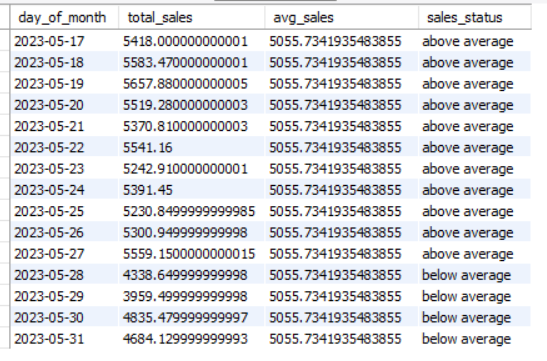 day_of_month total_sales avg_sales sales_status
2023-05-17 5418.000000000001 5055.7341935483855 above average
2023-05-18 5583.470000000001 5055.7341935483855 above average
2023-05-19 5657.880000000005 5055.7341935483855 above average
2023-05-20 5519.280000000003 5055.7341935483855 above average
2023-05-21 5370.810000000003 5055.7341935483855 above average
2023-05-22 5541.16 5055.7341935483855 above average
2023-05-23 5242.910000000001 5055.7341935483855 above average
2023-05-24 5391.45 5055.7341935483855 above average
2023-05-25 5230.8499999999985 5055.7341935483855 above average
2023-05-26 5300.949999999998 5055.7341935483855 above average
2023-05-27 5559.1500000000015 5055.7341935483855 above average
2023-05-28 4338.649999999998 5055.7341935483855 below average
2023-05-29 3959.499999999998 5055.7341935483855 below average
2023-05-30 4835.479999999997 5055.7341935483855 below average
2023-05-31 4684.129999999993 5055.7341935483855 below average